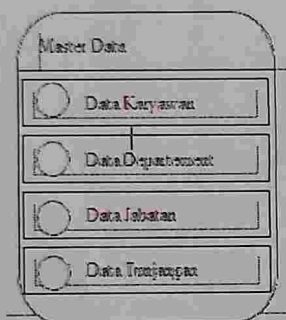 Master Data
Data Karyawan
Data Departement
Data Jabatan
Data Tunjangan